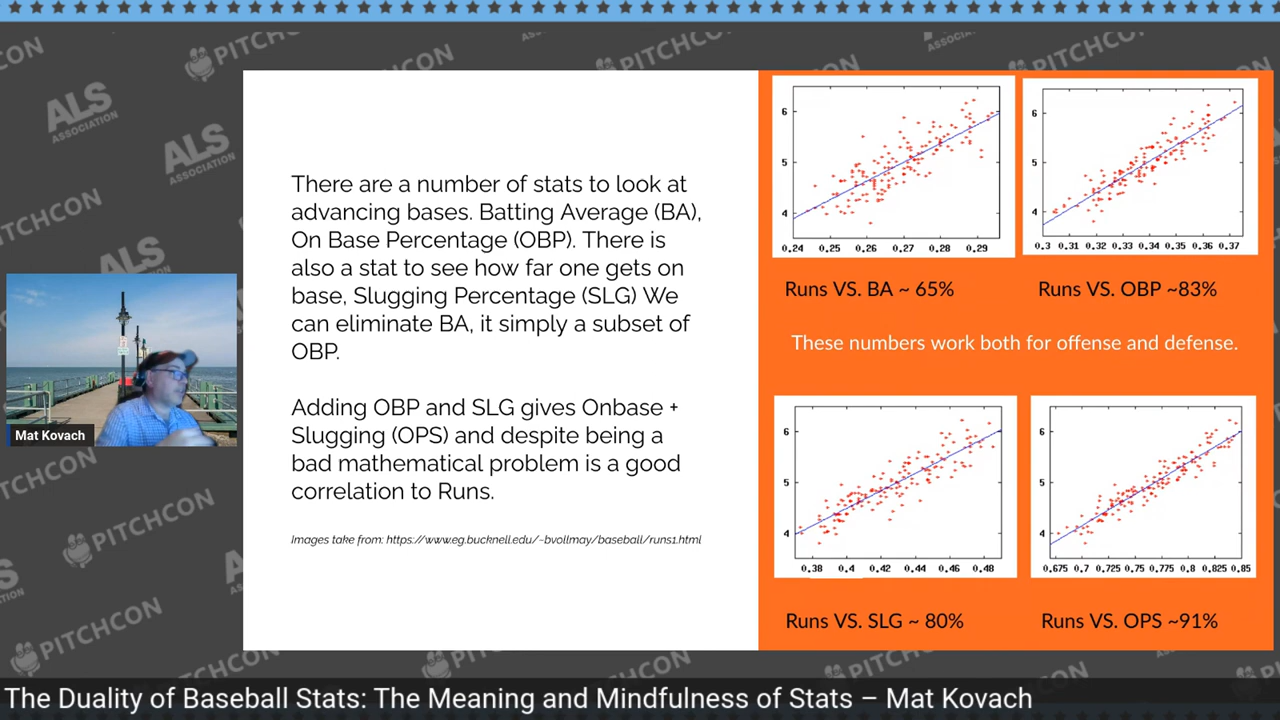 There are a number of stats to look at
advancing bases. Batting Average (BA),
On Base Percentage (OBP). There is
also a stat to see how far one gets on
base, Slugging Percentage (SLG) We
can eliminate BA, it simply a subset of
OBP.
Adding OBP and SLG gives Onbase +
Slugging (OPS) and despite being a
bad mathematical problem is a good
correlation to Runs.
Images take from: https://www.eg.bucknell.edu/~bvollmay/baseball/runs1.html
6
5
4
0.24 0.25 0.26 0.27 0.28 0.29
Runs VS. BA ~ 65%
6
5
4
0.3 0.31 0.32 0.33 0.34 0.35 0.36 0.37
Runs VS. OBP ~83%
These numbers work both for offense and defense.
6
5
4
0.38 0.4 0.42 0.44 0.46 0.48
Runs VS. SLG ~ 80%
6
5
4
0.675 0.7 0.725 0.75 0.775 0.8 0.825 0.85
Runs VS. OPS ~91%
Mat Kovach
PITCHCON
ALS
ASSOCIATION
The Duality of Baseball Stats: The Meaning and Mindfulness of Stats – Mat Kovach